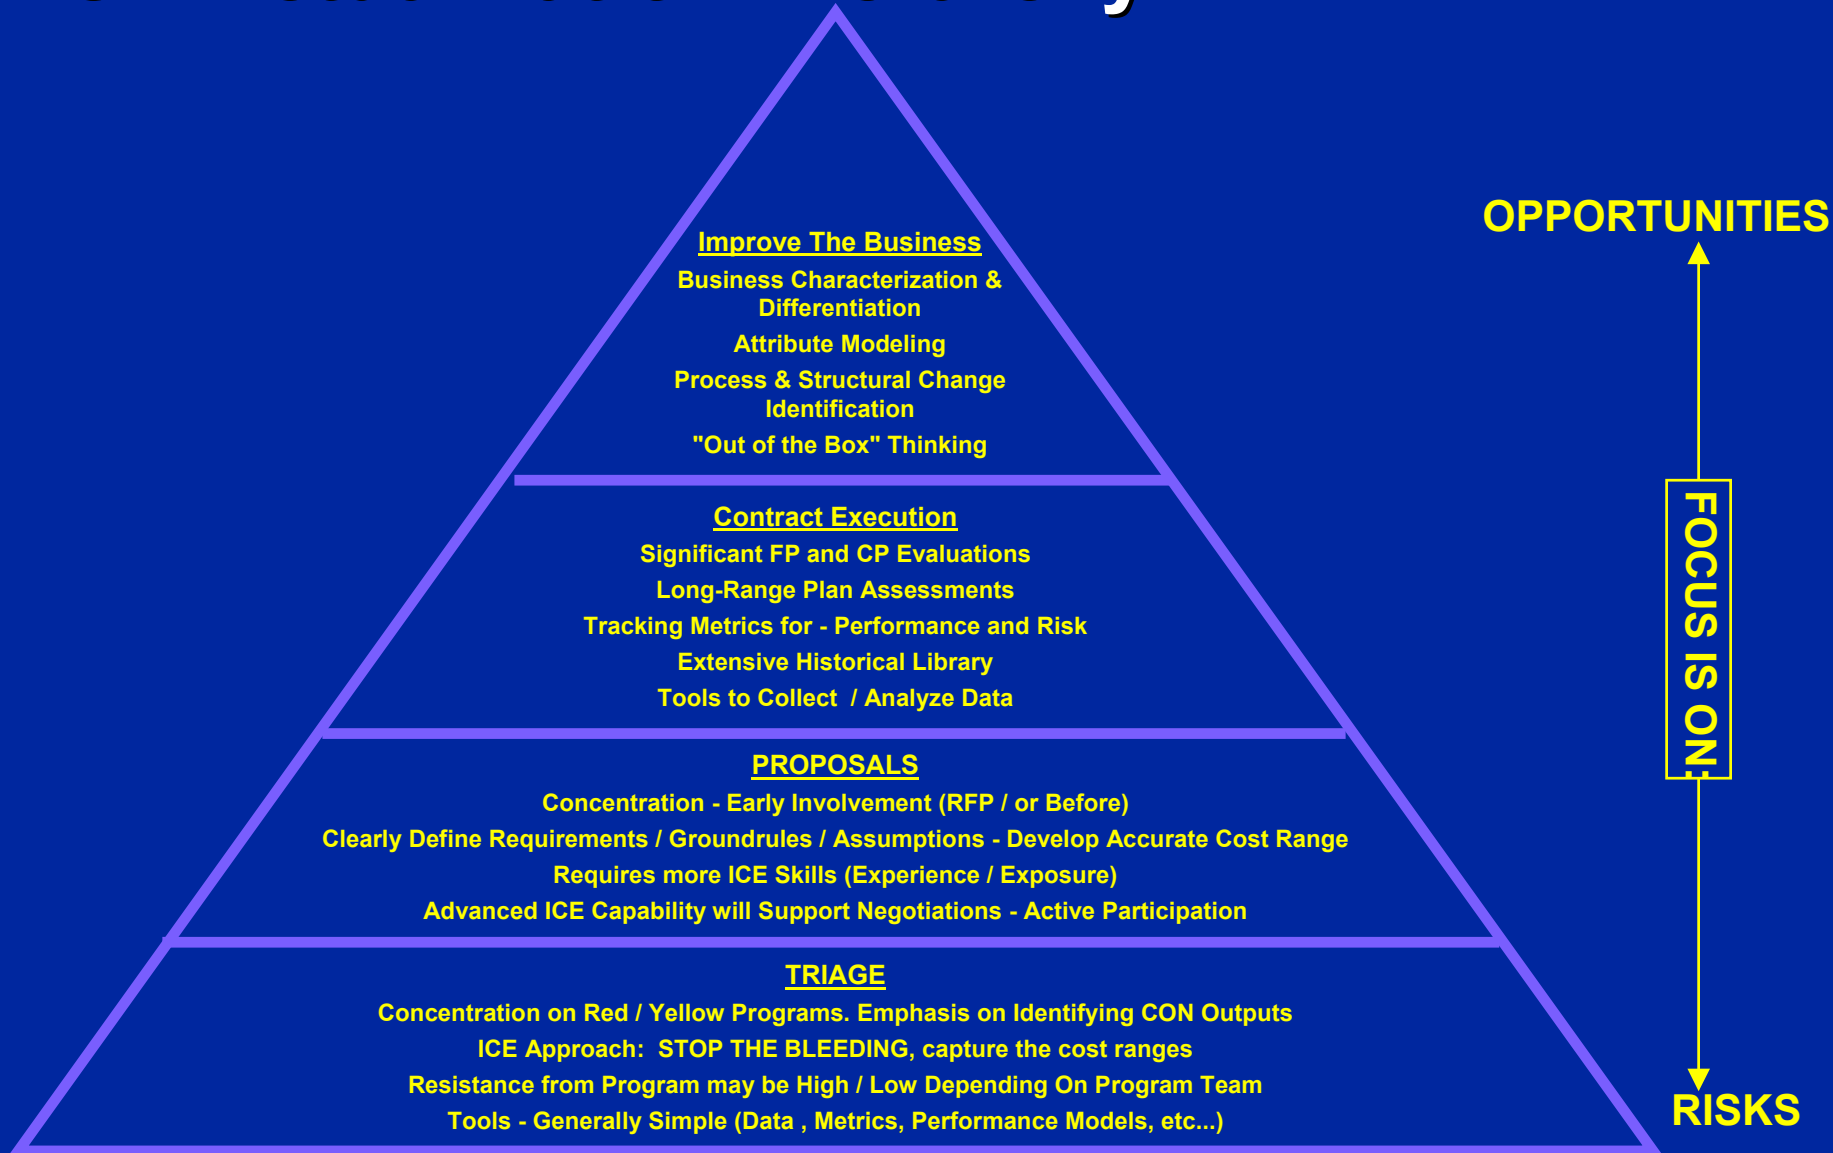 Improve The Business
Business Characterization &
Differentiation
Attribute Modeling
Process & Structural Change
Identification
"Out of the Box" Thinking
Contract Execution
Significant FP and CP Evaluations
Long-Range Plan Assessments
Tracking Metrics for - Performance and Risk
Extensive Historical Library
Tools to Collect / Analyze Data
PROPOSALS
Concentration - Early Involvement (RFP / or Before)
Clearly Define Requirements / Groundrules / Assumptions - Develop Accurate Cost Range
Requires more ICE Skills (Experience / Exposure)
Advanced ICE Capability will Support Negotiations - Active Participation
TRIAGE
Concentration on Red / Yellow Programs. Emphasis on Identifying CON Outputs
ICE Approach: STOP THE BLEEDING, capture the cost ranges
Resistance from Program may be High / Low Depending On Program Team
Tools - Generally Simple (Data , Metrics, Performance Models, etc...)
OPPORTUNITIES
FOCUS IS ON:
RISKS